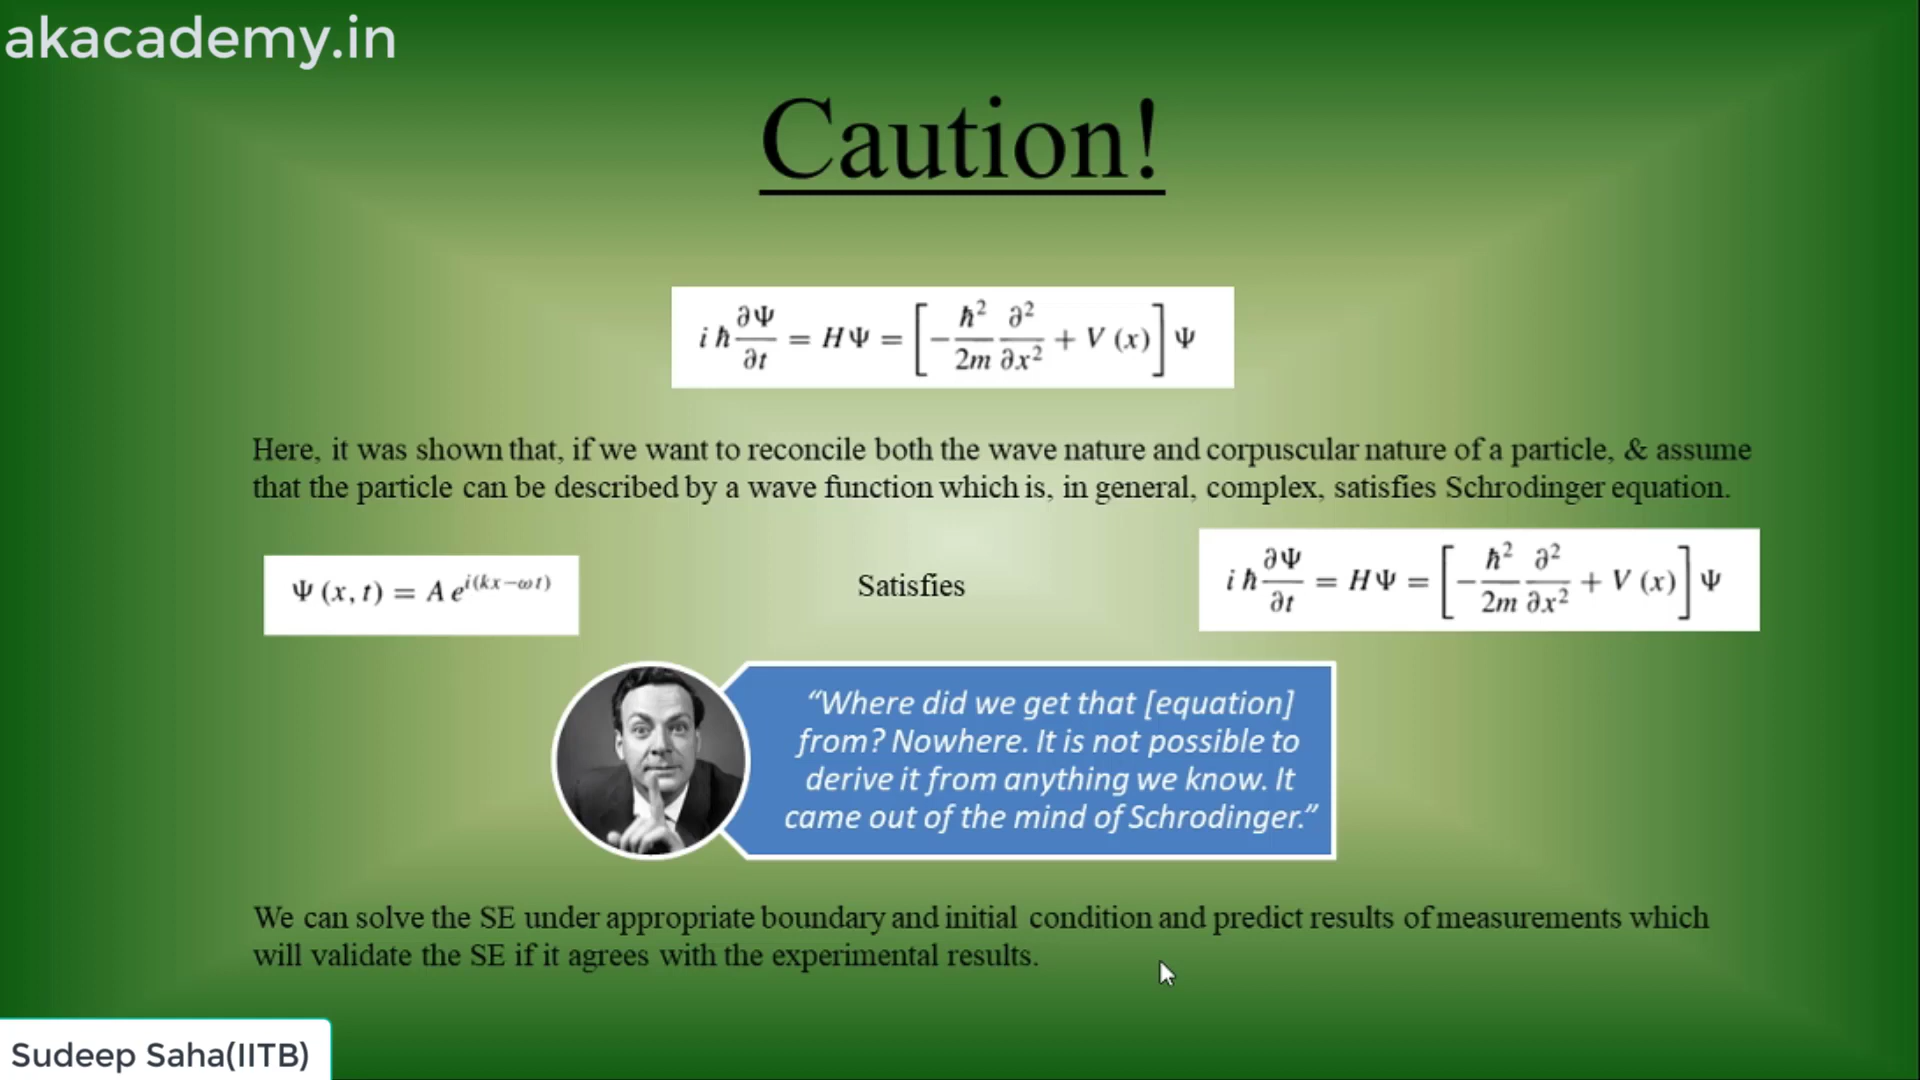 akacademy.in
Caution!
iħ ∂Ψ/∂t = HΨ = [−ħ²/2m ∂²/∂x² + V (x)] Ψ
Here, it was shown that, if we want to reconcile both the wave nature and corpuscular nature of a particle, & assume
that the particle can be described by a wave function which is, in general, complex, satisfies Schrodinger equation.
Ψ (x, t) = A e^{i(kx−ωt)}
Satisfies
iħ ∂Ψ/∂t = HΨ = [−ħ²/2m ∂²/∂x² + V (x)] Ψ
“Where did we get that [equation]
from? Nowhere. It is not possible to
derive it from anything we know. It
came out of the mind of Schrodinger.”
We can solve the SE under appropriate boundary and initial condition and predict results of measurements which
will validate the SE if it agrees with the experimental results.
Sudeep Saha(IITB)